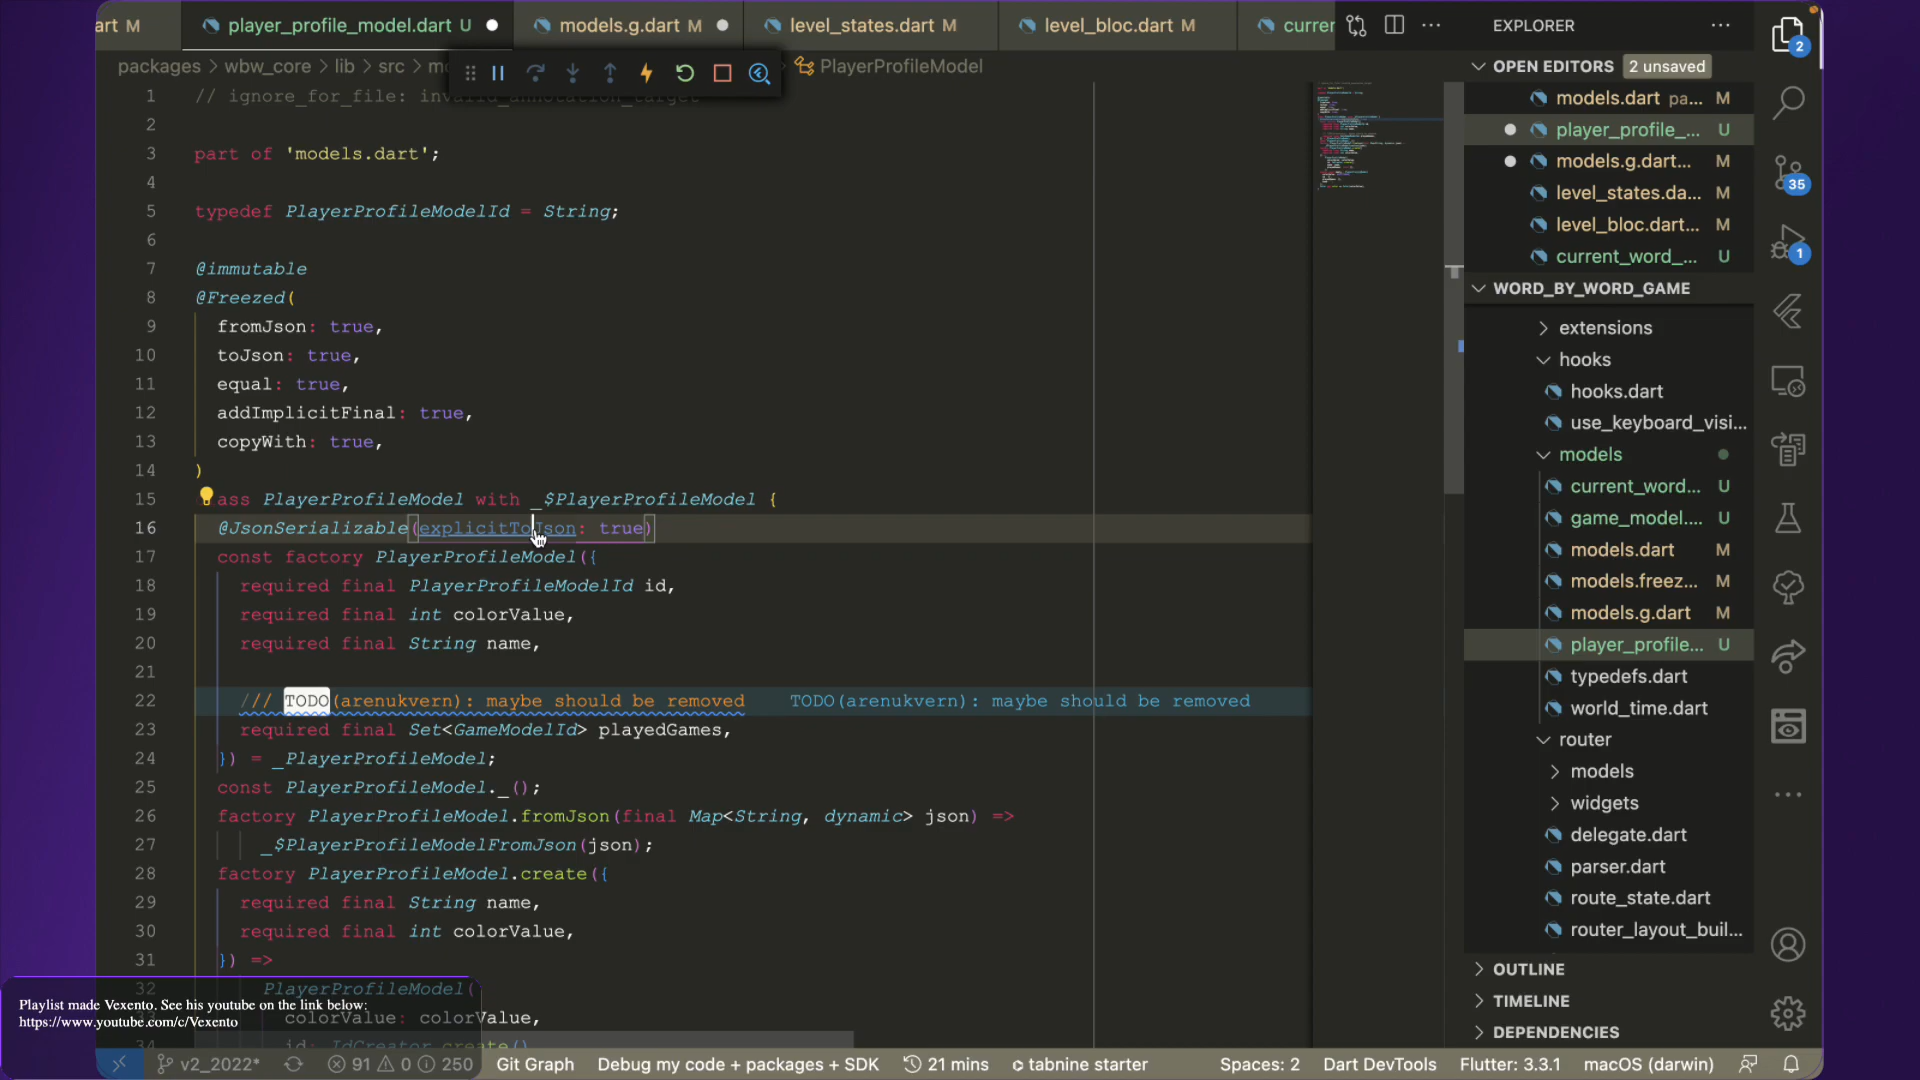 art M
player_profile_model.dart U
models.g.dart M
level_states.dart M
level_bloc.dart M
currer
EXPLORER
packages > wbw_core > lib > src > m
PlayerProfileModel
OPEN EDITORS 2 unsaved
models.dart pa... M
player_profile_... U
models.g.dart... M
level_states.da... M
level_bloc.dart... M
current_word_... U
WORD_BY_WORD_GAME
extensions
hooks
hooks.dart
use_keyboard_visi...
models
current_word... U
game_model.... U
models.dart M
models.freez... M
models.g.dart M
player_profile... U
typedefs.dart
world_time.dart
router
models
widgets
delegate.dart
parser.dart
route_state.dart
router_layout_buil...
OUTLINE
TIMELINE
DEPENDENCIES
2
35
1
1 // ignore_for_file: invalid_annotation_target
2
3 part of 'models.dart';
4
5 typedef PlayerProfileModelId = String;
6
7 @immutable
8 @Freezed(
9 fromJson: true,
10 toJson: true,
11 equal: true,
12 addImplicitFinal: true,
13 copyWith: true,
14 )
15 ass PlayerProfileModel with _$PlayerProfileModel {
16 @JsonSerializable(explicitToJson: true)
17 const factory PlayerProfileModel({
18 required final PlayerProfileModelId id,
19 required final int colorValue,
20 required final String name,
21
22 /// TODO(arenukvern): maybe should be removed TODO(arenukvern): maybe should be removed
23 required final Set<GameModelId> playedGames,
24 }) = _PlayerProfileModel;
25 const PlayerProfileModel._();
26 factory PlayerProfileModel.fromJson(final Map<String, dynamic> json) =>
27 _$PlayerProfileModelFromJson(json);
28 factory PlayerProfileModel.create({
29 required final String name,
30 required final int colorValue,
31 }) =>
32 PlayerProfileModel(
33 colorValue: colorValue,
34 id: IdCreator.create()
Playlist made Vexento. See his youtube on the link below:
https://www.youtube.com/c/Vexento
v2_2022* 91 0 250 Git Graph Debug my code + packages + SDK 21 mins tabnine starter Spaces: 2 Dart DevTools Flutter: 3.3.1 macOS (darwin)